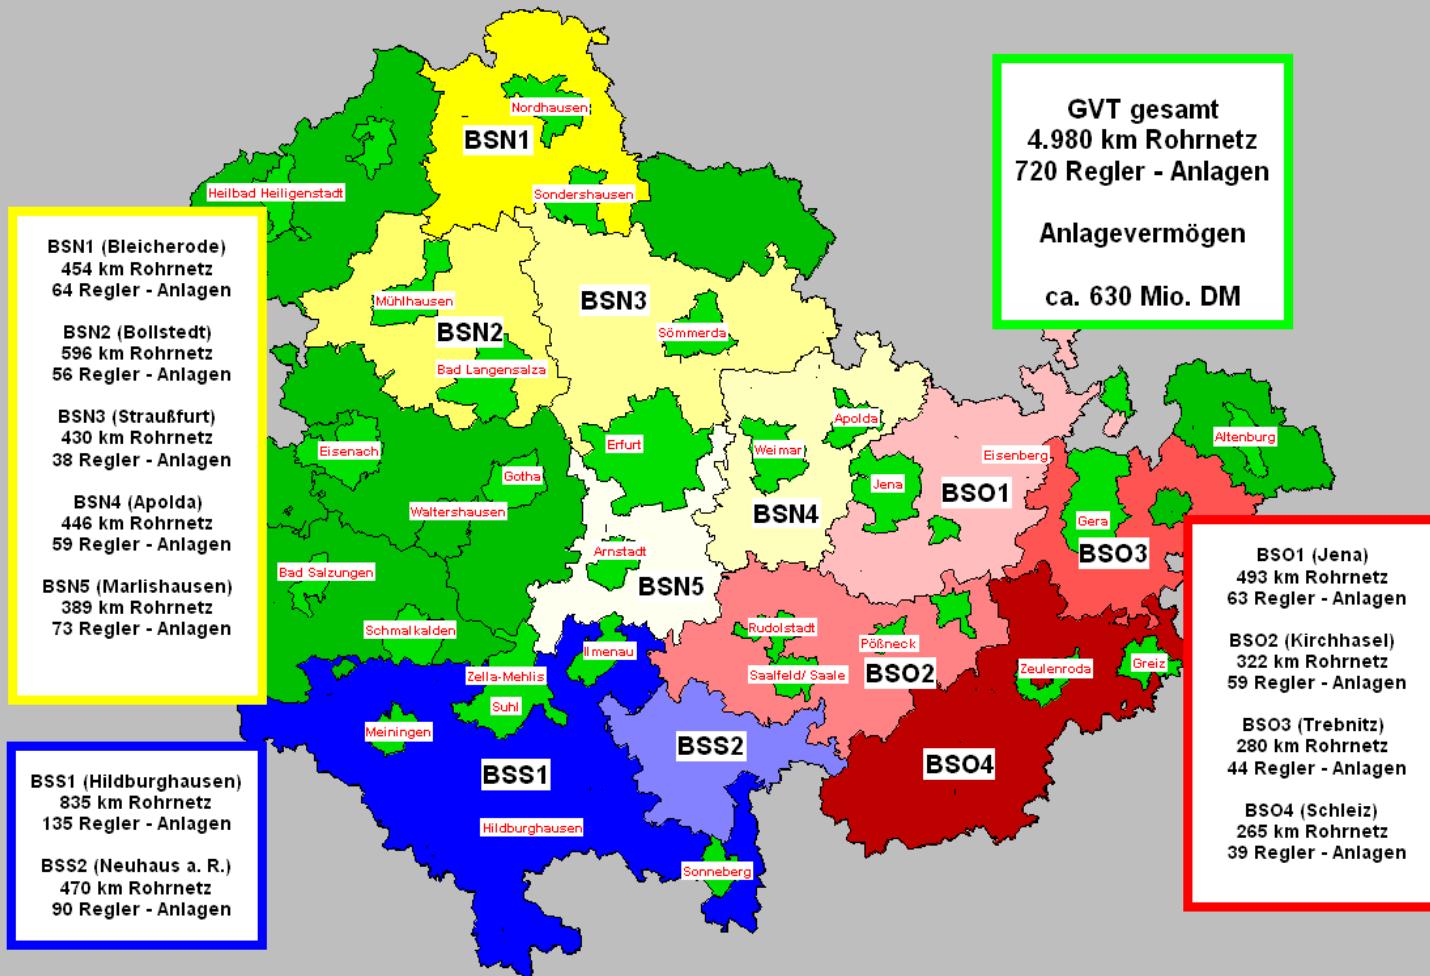 Nordhausen
BSN1
Heilbad Heiligenstadt
Sondershausen
GVT gesamt
4.980 km Rohrnetz
720 Regler - Anlagen
Anlagevermögen
ca. 630 Mio. DM
BSN1 (Bleicherode)
454 km Rohrnetz
64 Regler - Anlagen
BSN2 (Bollstedt)
596 km Rohrnetz
56 Regler - Anlagen
BSN3 (Straußfurt)
430 km Rohrnetz
38 Regler - Anlagen
BSN4 (Apolda)
446 km Rohrnetz
59 Regler - Anlagen
BSN5 (Marlishausen)
389 km Rohrnetz
73 Regler - Anlagen
Mühlhausen
BSN3
BSN2
Sömmerda
Bad Langensalza
Apolda
Erfurt
Weimar
Eisenach
Eisenberg
Altenburg
Gotha
Jena
BSO1
Waltershausen
BSN4
Gera
BSO3
Arnstadt
Bad Salzungen
BSN5
Schmalkalden
Rudolstadt
Pößneck
Ilmenau
BSO2
Zeulenroda
Greiz
Zella-Mehlis
Saalfeld/ Saale
Suhl
Meiningen
BSS2
BSS1
BSO4
Hildburghausen
Sonneberg
BSO1 (Jena)
493 km Rohrnetz
63 Regler - Anlagen
BSO2 (Kirchhasel)
322 km Rohrnetz
59 Regler - Anlagen
BSO3 (Trebnitz)
280 km Rohrnetz
44 Regler - Anlagen
BSO4 (Schleiz)
265 km Rohrnetz
39 Regler - Anlagen
BSS1 (Hildburghausen)
835 km Rohrnetz
135 Regler - Anlagen
BSS2 (Neuhaus a. R.)
470 km Rohrnetz
90 Regler - Anlagen